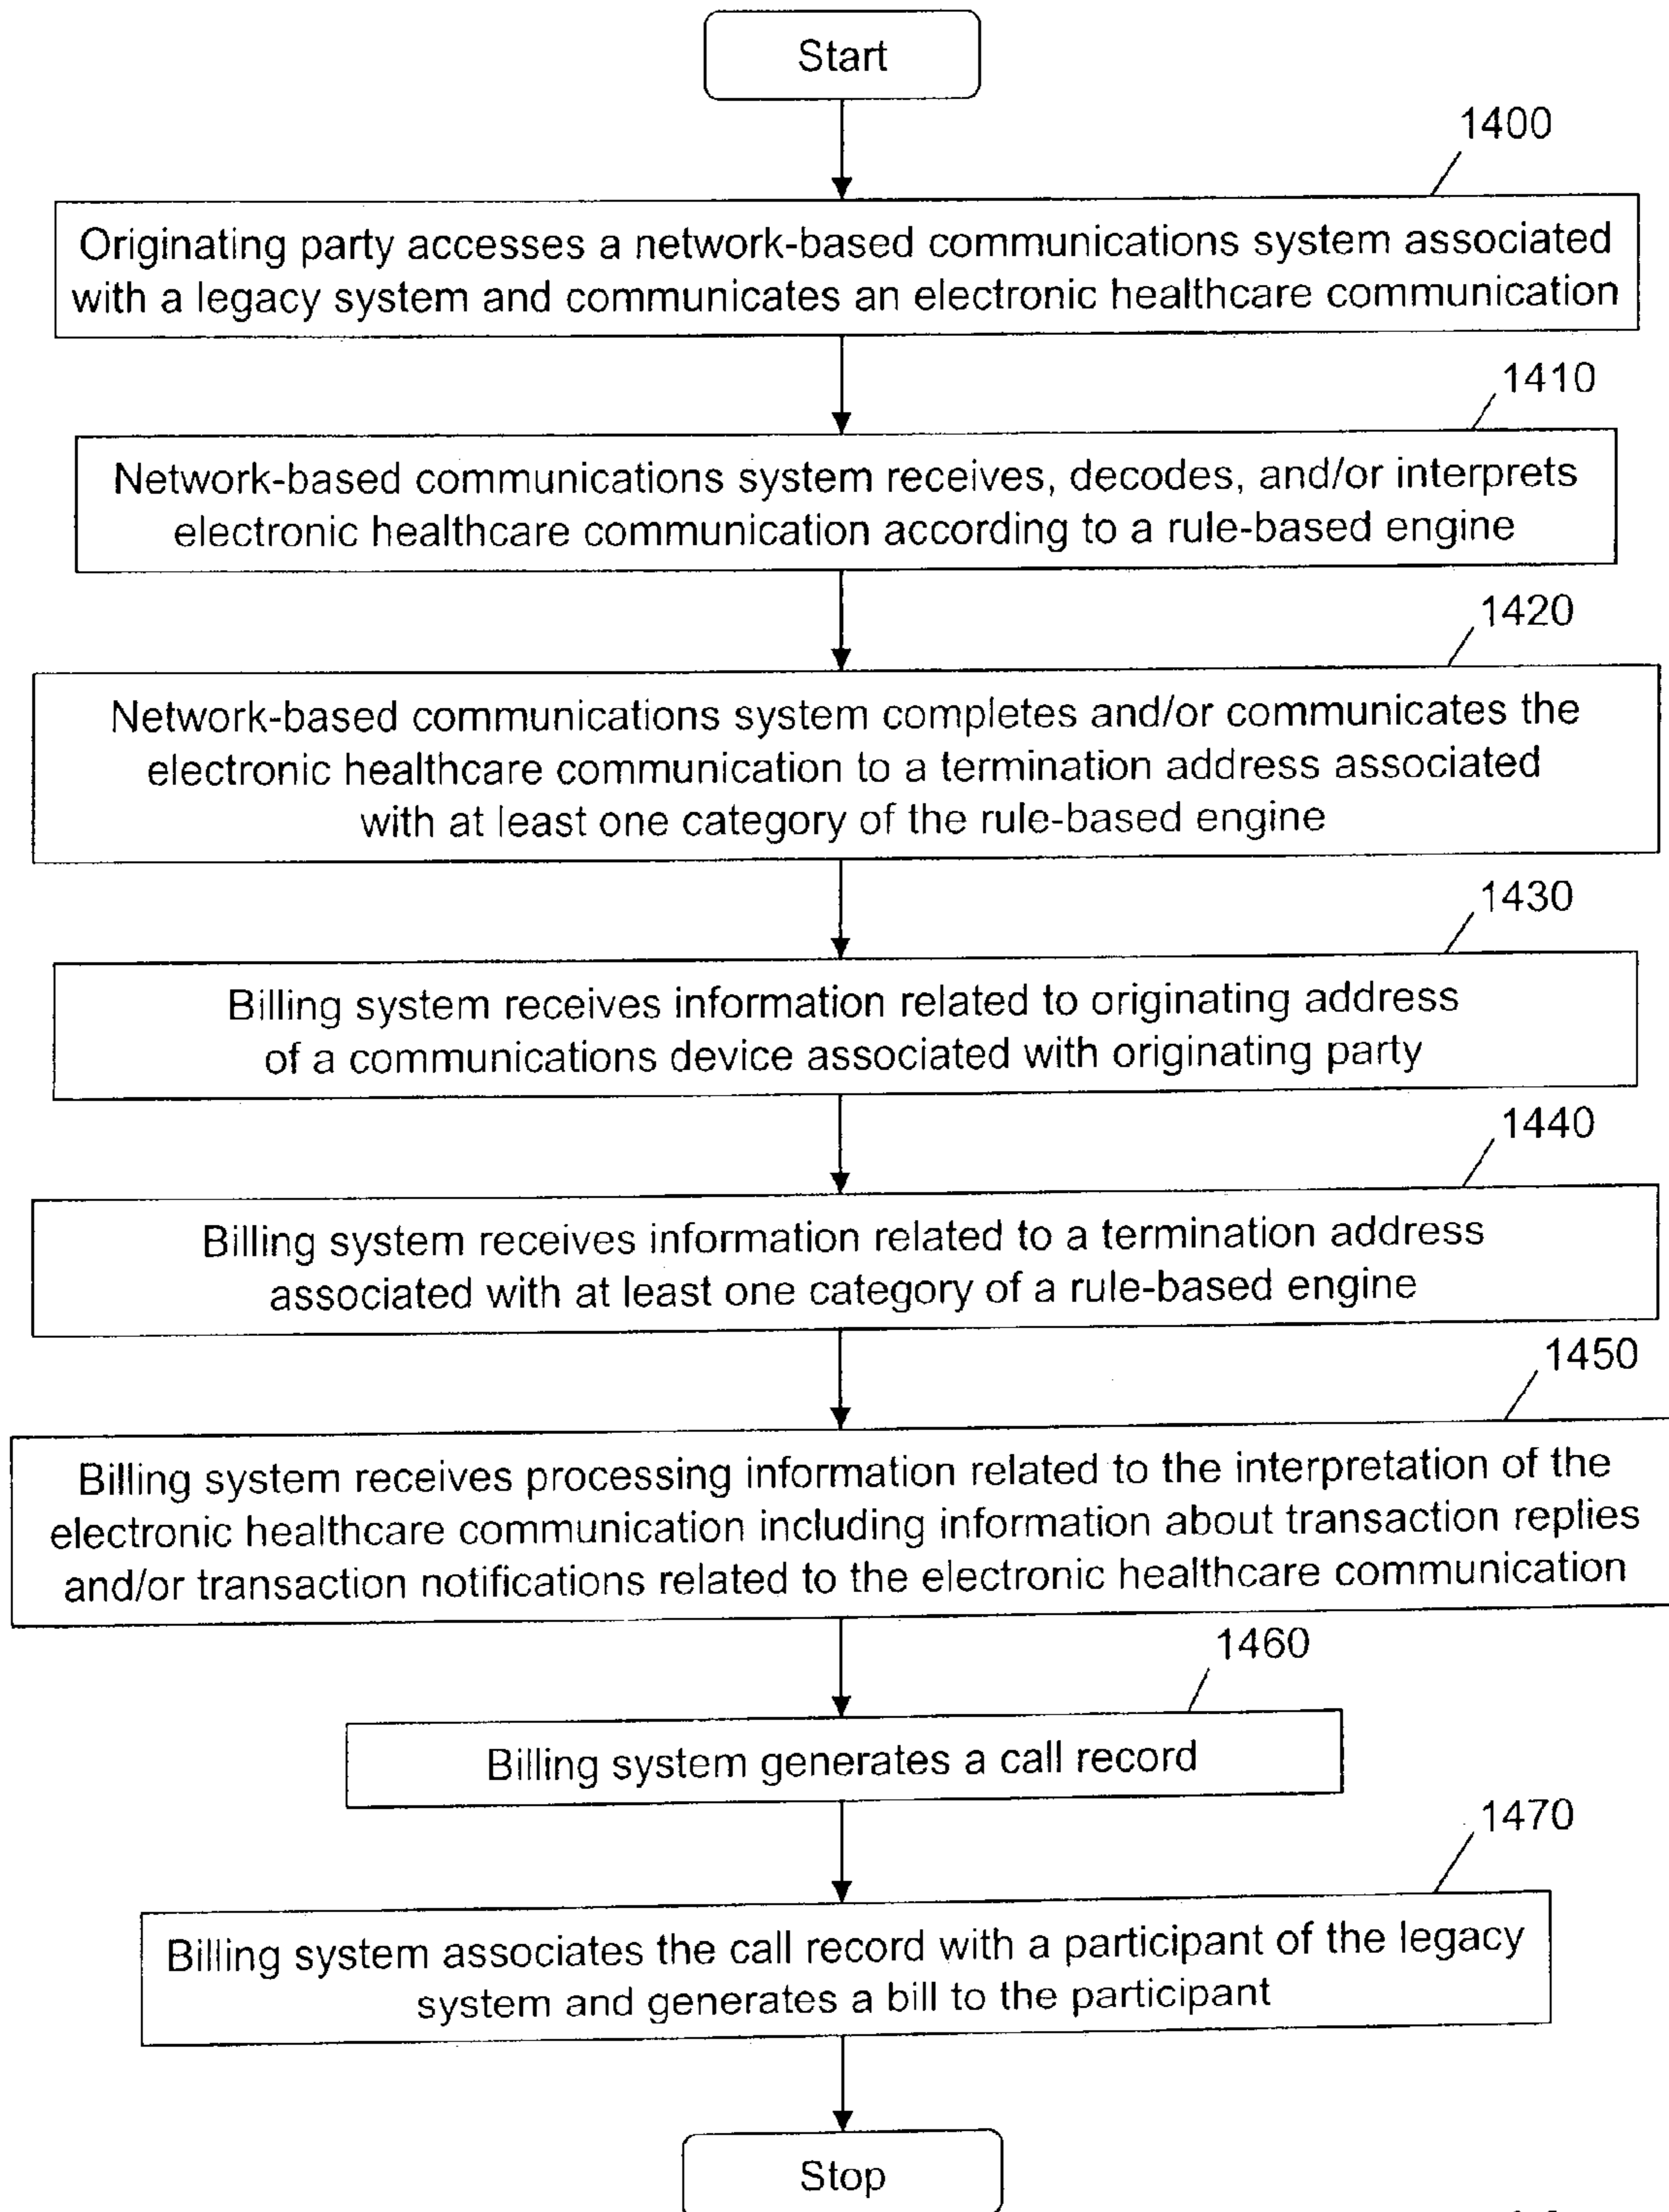 Start
1400
Originating party accesses a network-based communications system associated
with a legacy system and communicates an electronic healthcare communication
1410
Network-based communications system receives, decodes, and/or interprets
electronic healthcare communication according to a rule-based engine
1420
Network-based communications system completes and/or communicates the
electronic healthcare communication to a termination address associated
with at least one category of the rule-based engine
1430
Billing system receives information related to originating address
of a communications device associated with originating party
1440
Billing system receives information related to a termination address
associated with at least one category of a rule-based engine
1450
Billing system receives processing information related to the interpretation of the
electronic healthcare communication including information about transaction replies
and/or transaction notifications related to the electronic healthcare communication
1460
Billing system generates a call record
1470
Billing system associates the call record with a participant of the legacy
system and generates a bill to the participant
Stop